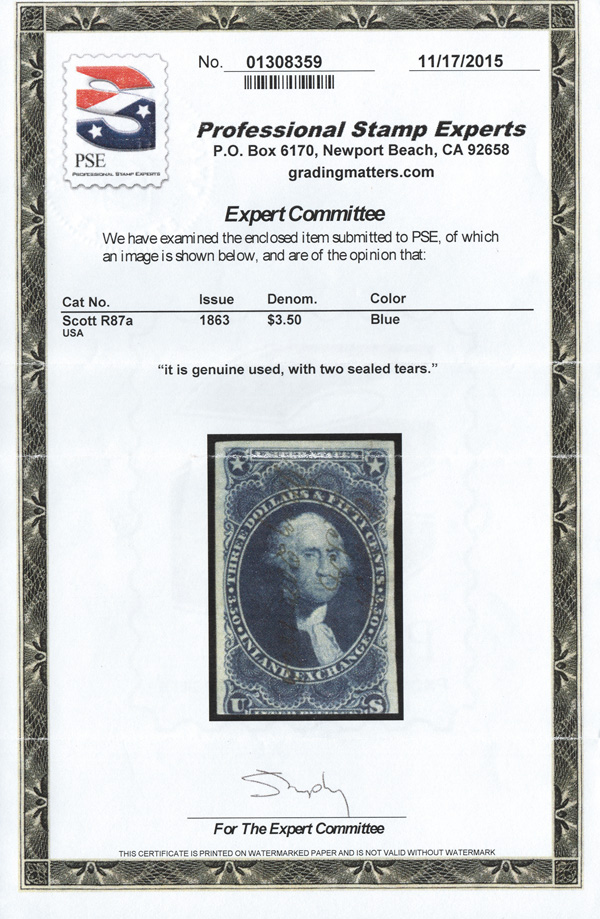 No. 01308359 11/17/2015
PSE
PROFESSIONAL STAMP EXPERTS
Professional Stamp Experts
P.O. Box 6170, Newport Beach, CA 92658
gradingmatters.com
Expert Committee
We have examined the enclosed item submitted to PSE, of which
an image is shown below, and are of the opinion that:
Cat No. Issue Denom. Color
Scott R87a 1863 $3.50 Blue
USA
“it is genuine used, with two sealed tears.”
THREE DOLLARS & FIFTY CENTS
3.50 INLAND EXCHANGE 3.50
U S
For The Expert Committee
THIS CERTIFICATE IS PRINTED ON WATERMARKED PAPER AND IS NOT VALID WITHOUT WATERMARK